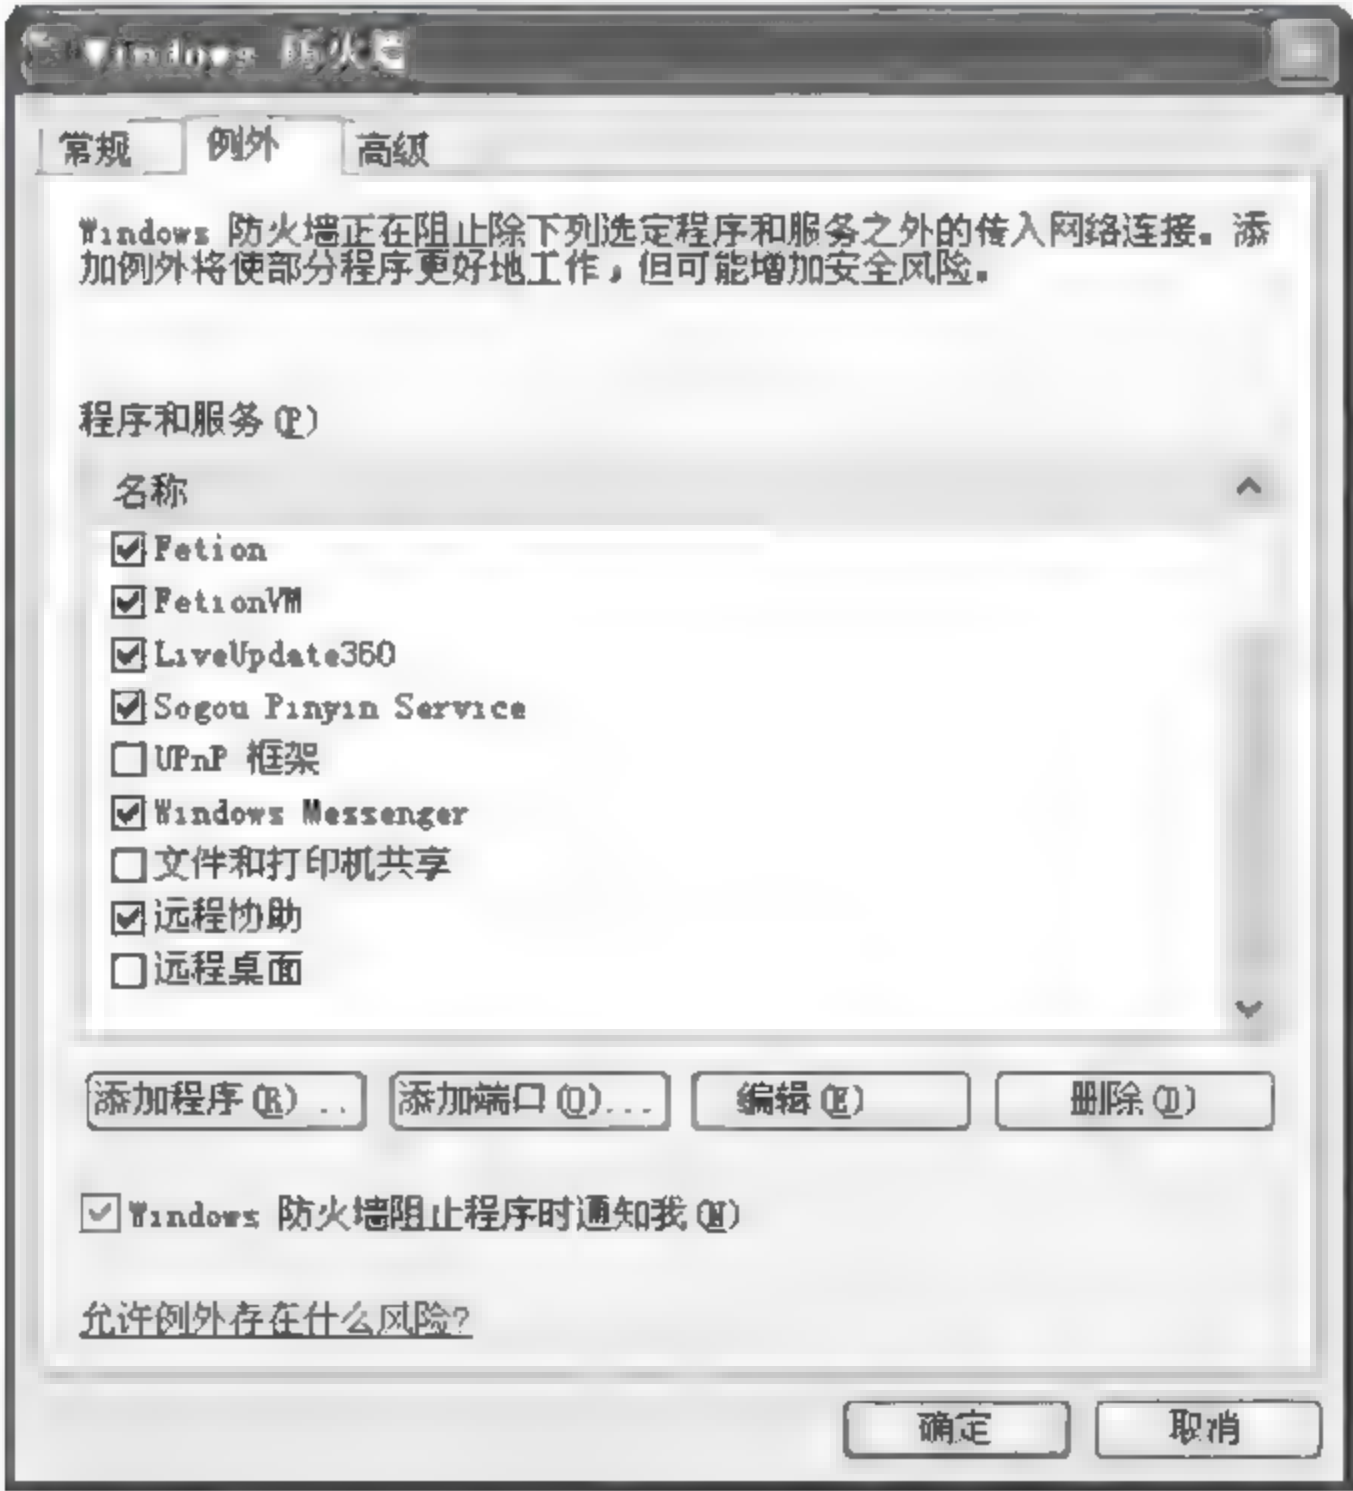 Windows 防火墙
常规 例外 高级
Windows 防火墙正在阻止除下列选定程序和服务之外的传入网络连接。添
加例外将使部分程序更好地工作，但可能增加安全风险。
程序和服务(P)
名称
Fetion
FetionVM
LiveUpdate360
Sogou Pinyin Service
UPnP 框架
Windows Messenger
文件和打印机共享
远程协助
远程桌面
添加程序(R)... 添加端口(O)... 编辑(E) 删除(D)
Windows 防火墙阻止程序时通知我(N)
允许例外存在什么风险?
确定 取消